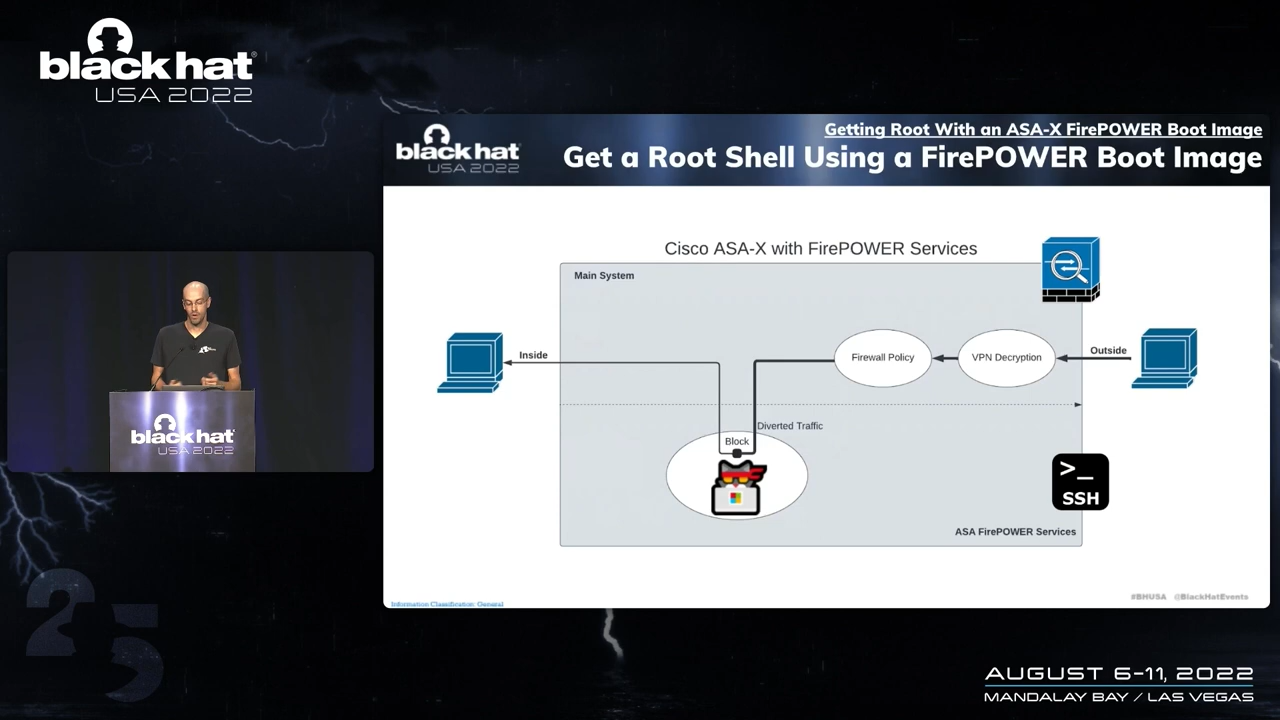 black hat®
USA 2022
black hat®
USA 2022
Getting Root With an ASA-X FirePOWER Boot Image
Get a Root Shell Using a FirePOWER Boot Image
Cisco ASA-X with FirePOWER Services
Main System
Inside
Firewall Policy
VPN Decryption
Outside
Diverted Traffic
Block
>_
SSH
ASA FirePOWER Services
Information Classification: General
#BHUSA @BlackHatEvents
black hat®
USA 2022
25
AUGUST 6-11, 2022
MANDALAY BAY / LAS VEGAS